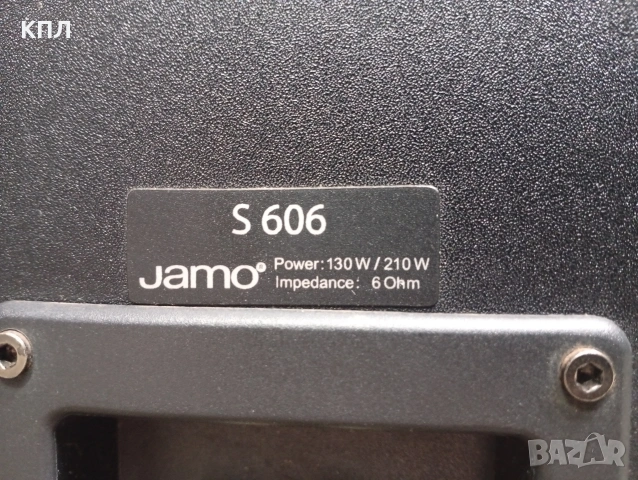 КПЛ
S 606
Jamo®
Power: 130 W / 210 W
Impedance: 6 Ohm
BAZAR